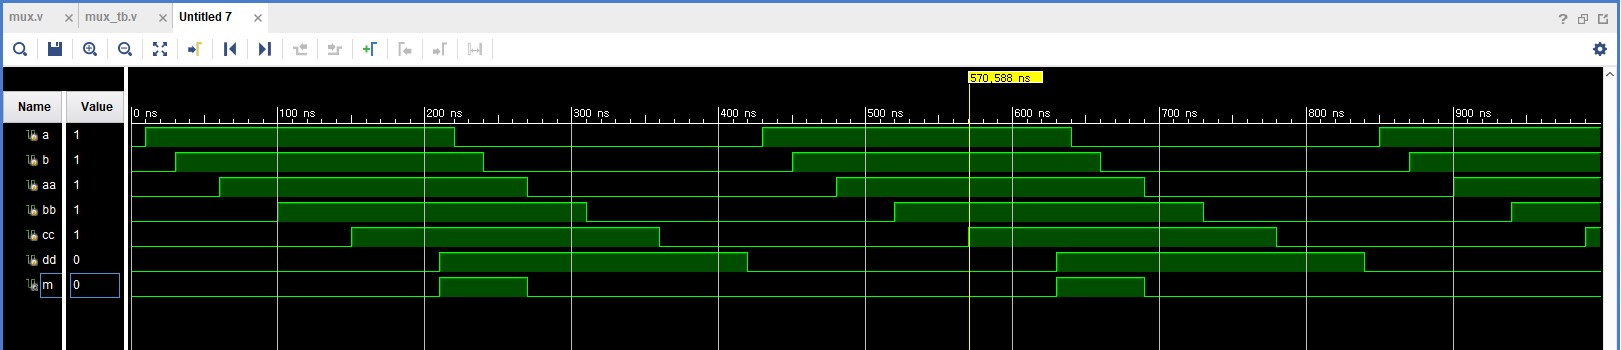 mux.v × mux_tb.v × Untitled 7 ×
?
570,588 ns
Name Value
0 ns 100 ns 200 ns 300 ns 400 ns 500 ns 600 ns 700 ns 800 ns 900 ns
a 1
b 1
aa 1
bb 1
cc 1
dd 0
m 0